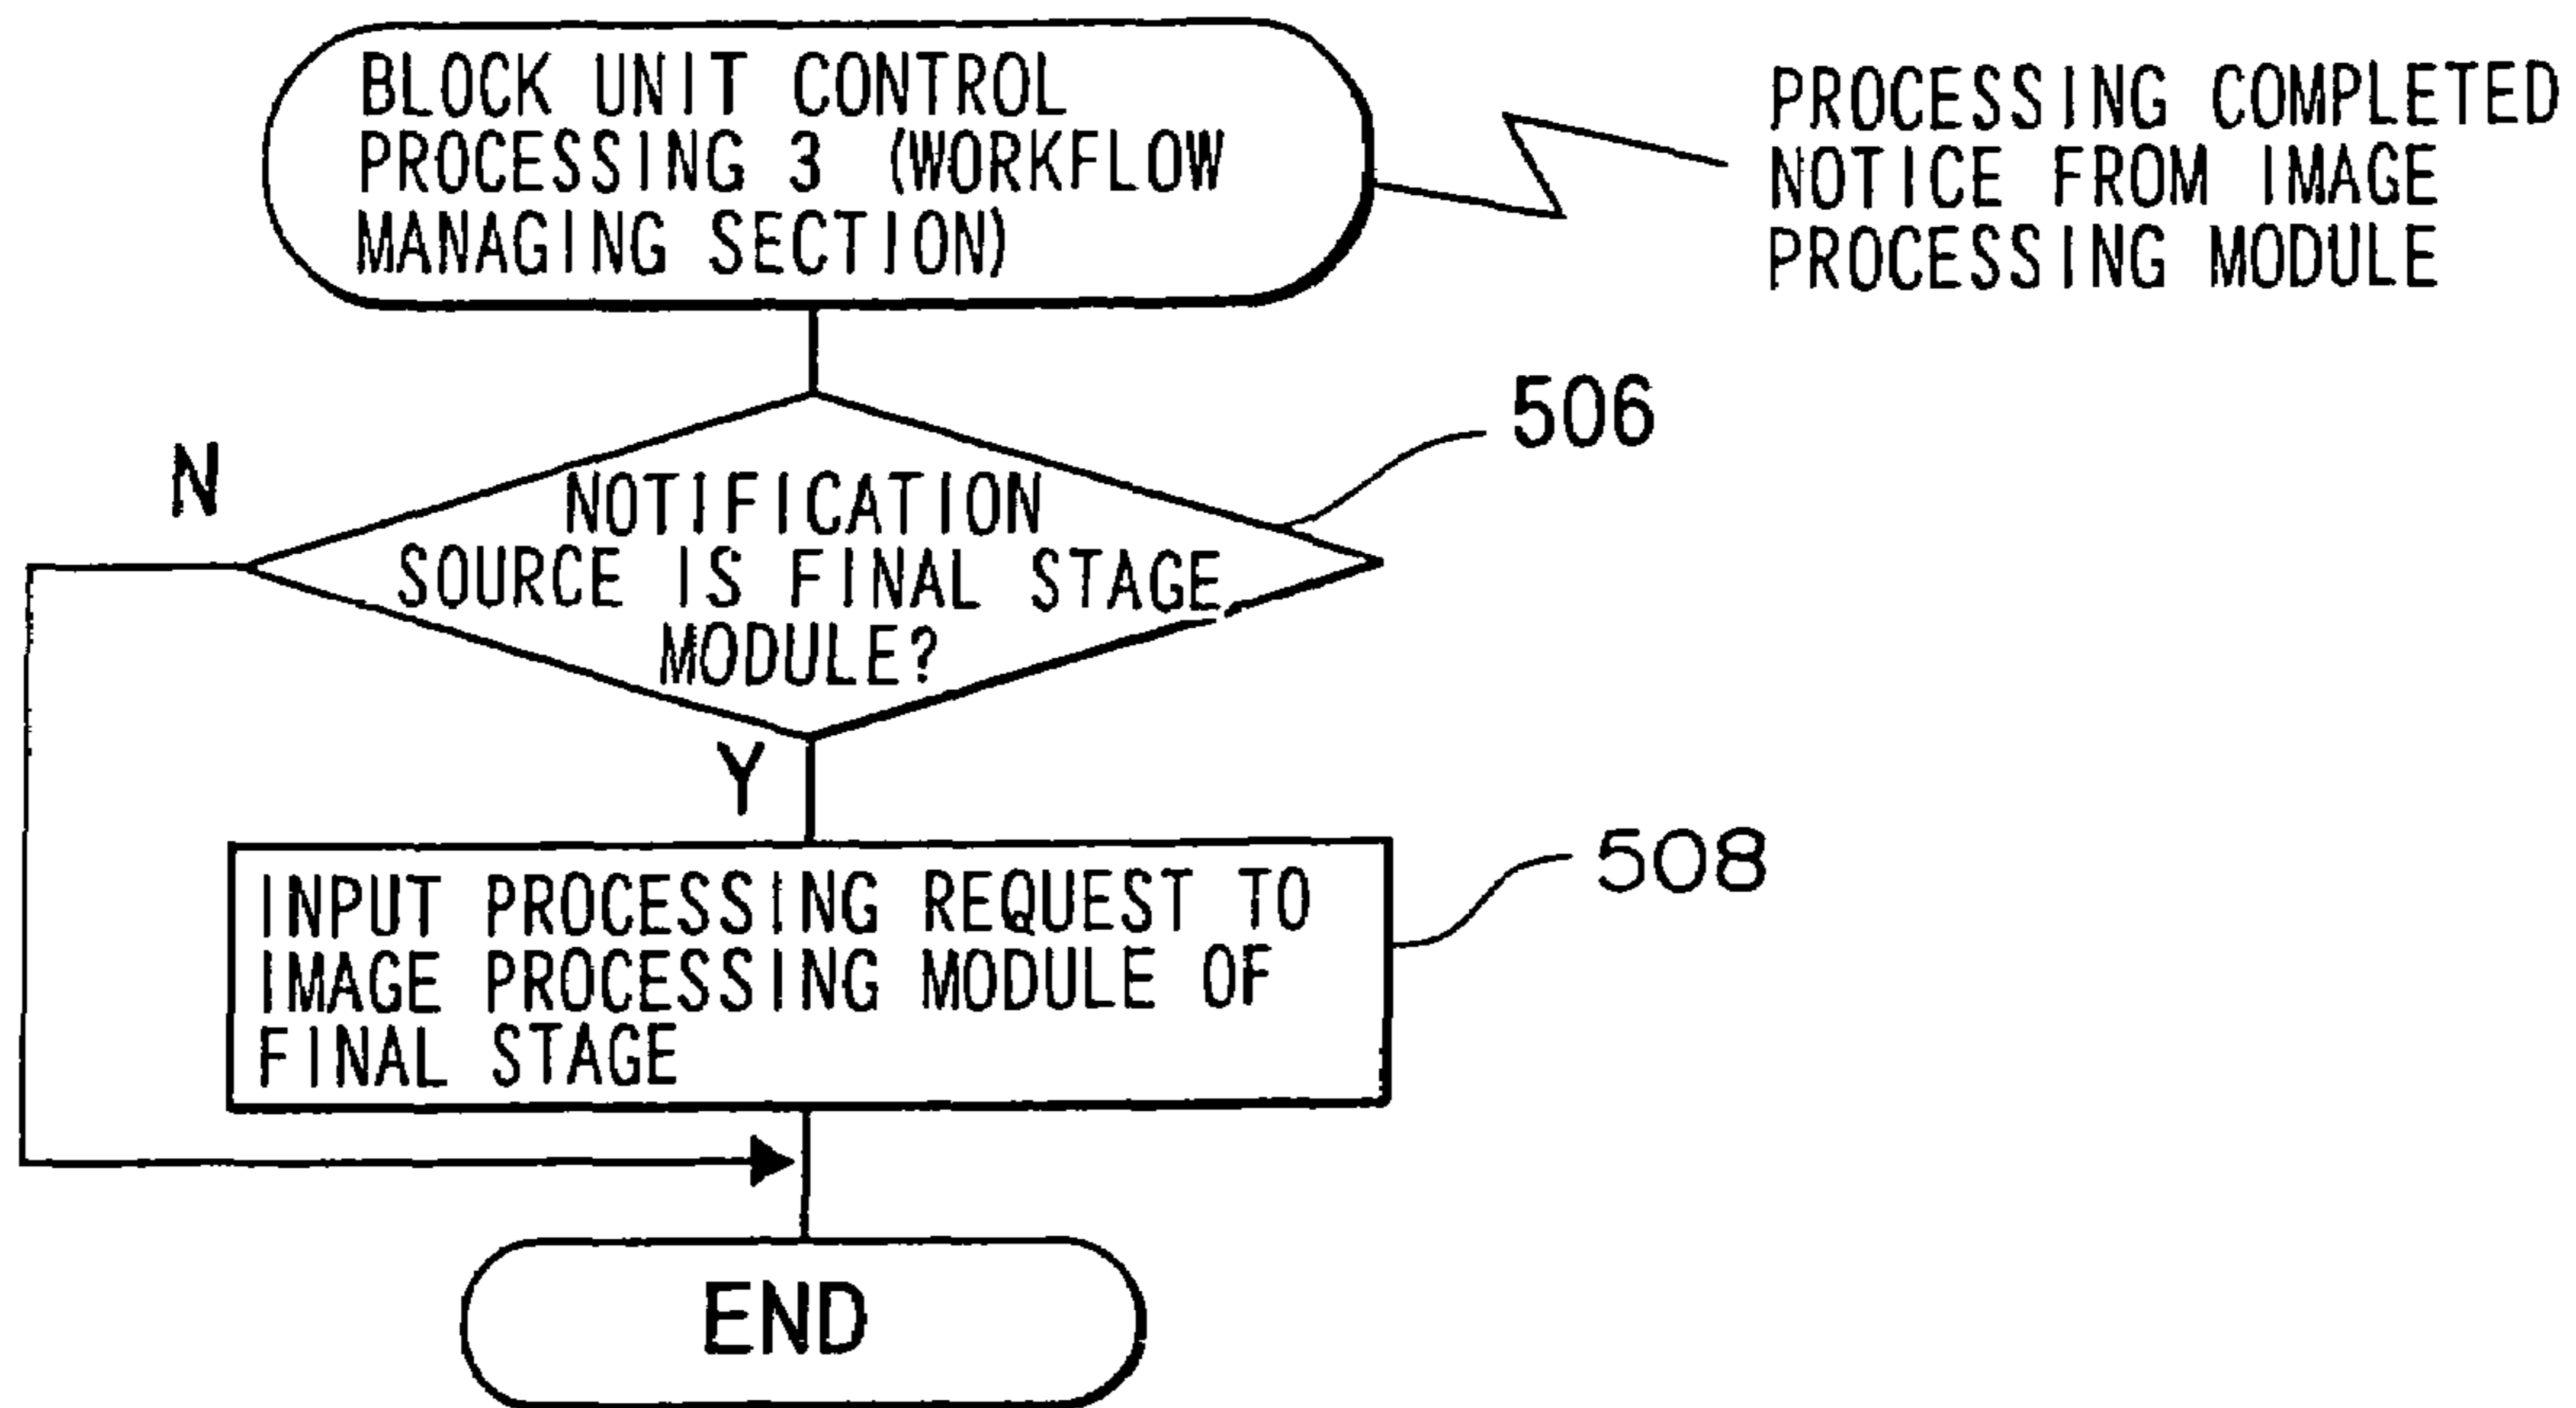 BLOCK UNIT CONTROL
PROCESSING 3 (WORKFLOW
MANAGING SECTION)
PROCESSING COMPLETED
NOTICE FROM IMAGE
PROCESSING MODULE
506
N
NOTIFICATION
SOURCE IS FINAL STAGE
MODULE?
Y
508
INPUT PROCESSING REQUEST TO
IMAGE PROCESSING MODULE OF
FINAL STAGE
END